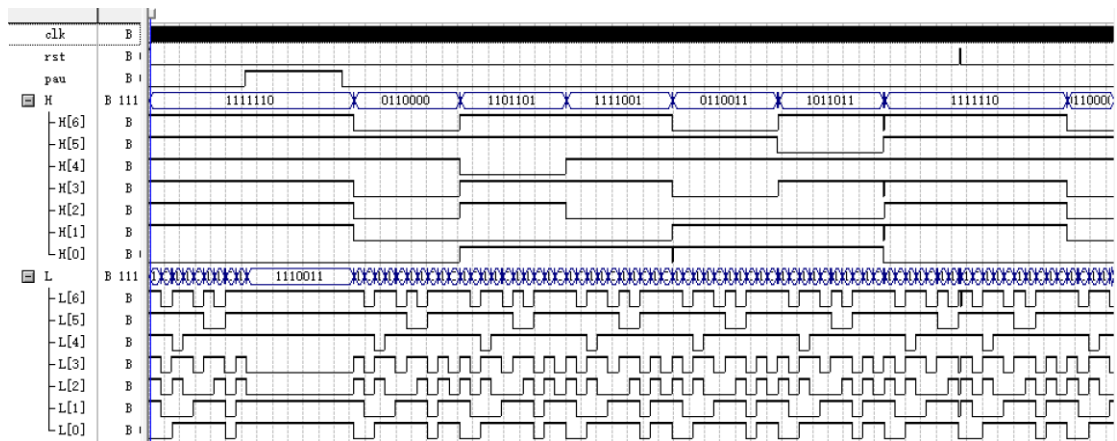 clk B
rst B
pau B
H B 111 1111110 0110000 1101101 1111001 0110011 1011011 1111110 011000
H[6] B
H[5] B
H[4] B
H[3] B
H[2] B
H[1] B
H[0] B
L B 111 1110011
L[6] B
L[5] B
L[4] B
L[3] B
L[2] B
L[1] B
L[0] B